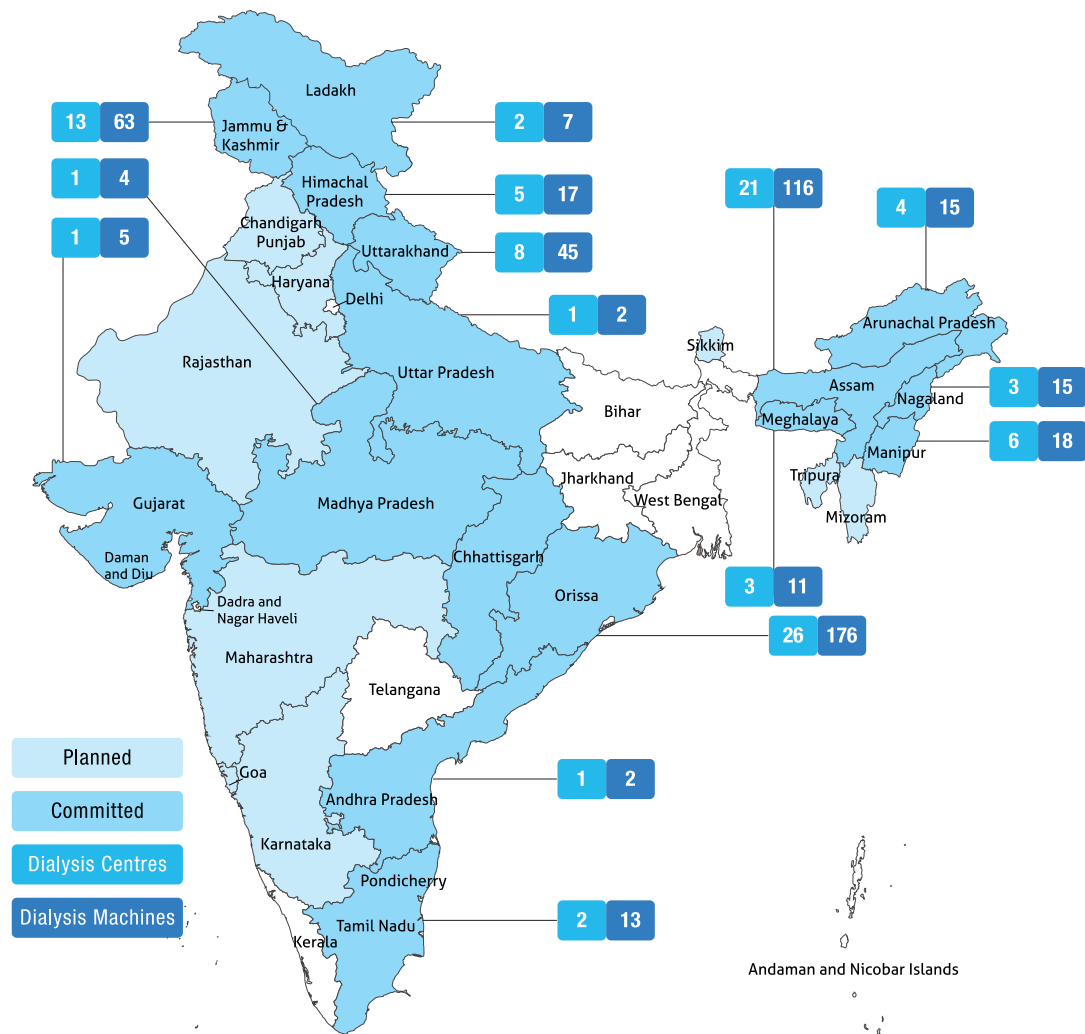 Ladakh
13 63
Jammu &
Kashmir
2 7
1 4
Himachal
Pradesh
5 17
21 116
4 15
Chandigarh
Punjab
1 5
Uttarakhand
8 45
Haryana
Delhi
1 2
Arunachal Pradesh
Sikkim
Rajasthan
Uttar Pradesh
Assam
3 15
Nagaland
Bihar
Meghalaya
Manipur
6 18
Jharkhand
Tripura
Gujarat
Madhya Pradesh
West Bengal
Mizoram
Daman
and Diu
Chhattisgarh
3 11
Orissa
Dadra and
Nagar Haveli
26 176
Maharashtra
Telangana
Planned
Goa
1 2
Andhra Pradesh
Committed
Karnataka
Dialysis Centres
Pondicherry
Dialysis Machines
2 13
Tamil Nadu
Kerala
Andaman and Nicobar Islands